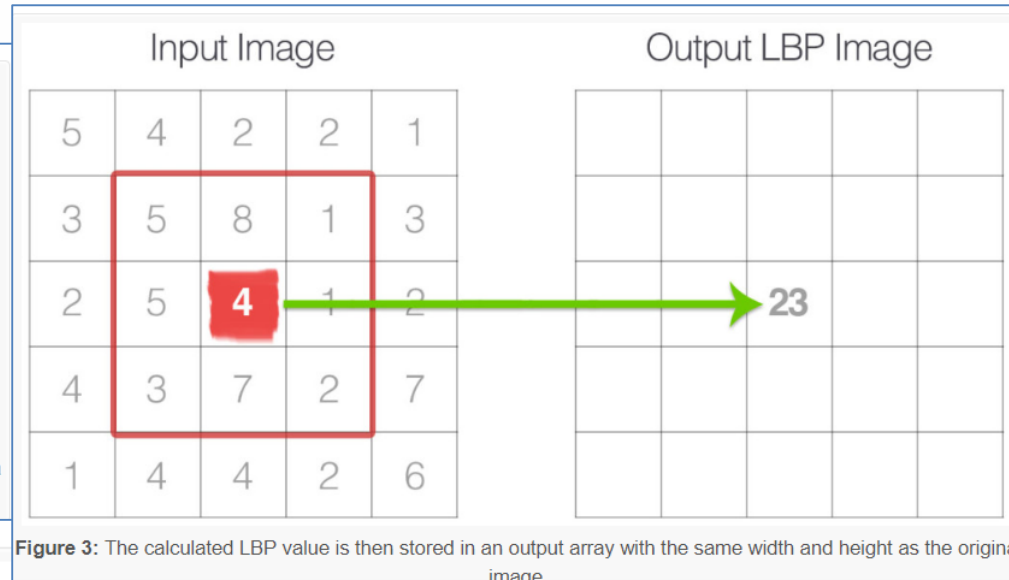 Input Image Output LBP Image
5 4 2 2 1
3 5 8 1 3
2 5 4 1 2 23
4 3 7 2 7
1 4 4 2 6
Figure 3: The calculated LBP value is then stored in an output array with the same width and height as the origina
image